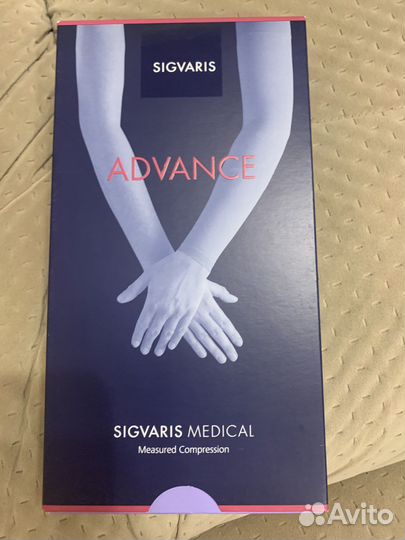 SIGVARIS
ADVANCE
SIGVARIS MEDICAL
Measured Compression
Avito